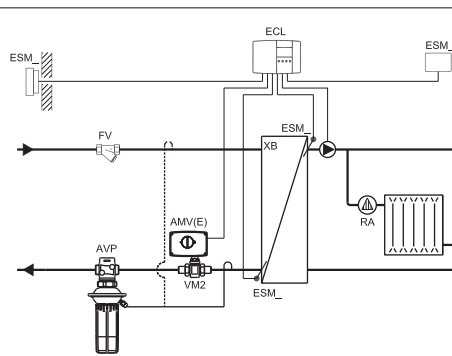 ECL
ESM_
ESM_
FV
ESM_
XB
AMV(E)
RA
AVP
VM2
ESM_